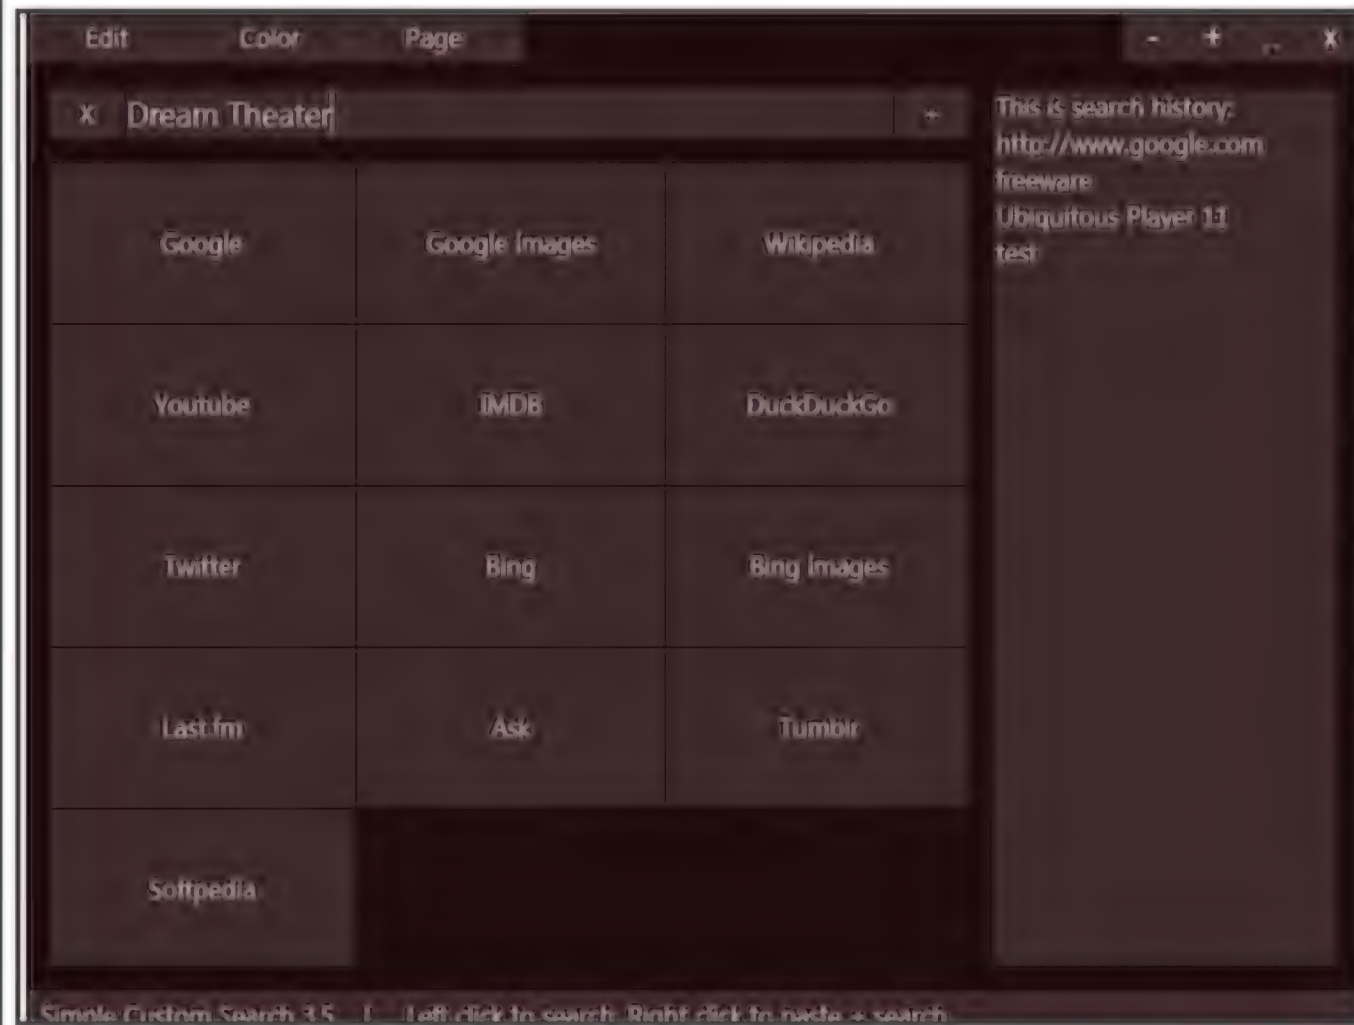 Edit Color Page - + _ x
x Dream Theater -
This is search history:
http://www.google.com
freeware
Ubiquitous Player 11
test
Google Google Images Wikipedia
Youtube IMDB DuckDuckGo
Twitter Bing Bing Images
Last.fm Ask Tumblr
Softpedia
Simple Custom Search 3.5 | Left click to search. Right click to paste + search.